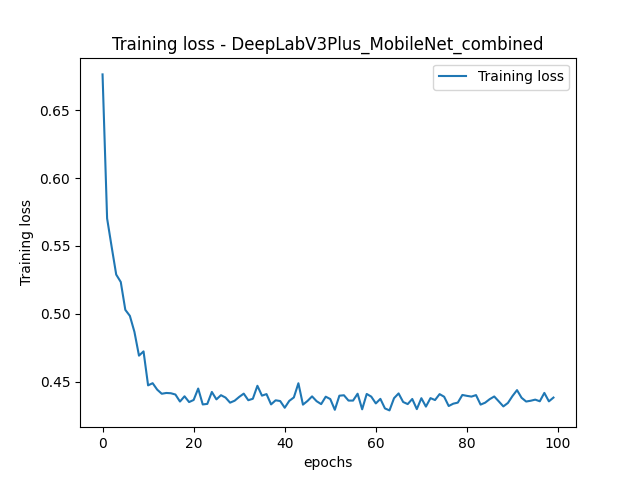 Training loss - DeepLabV3Plus_MobileNet_combined
Training loss
0.65
0.60
0.55
0.50
0.45
Training loss
0
20
40
60
80
100
epochs